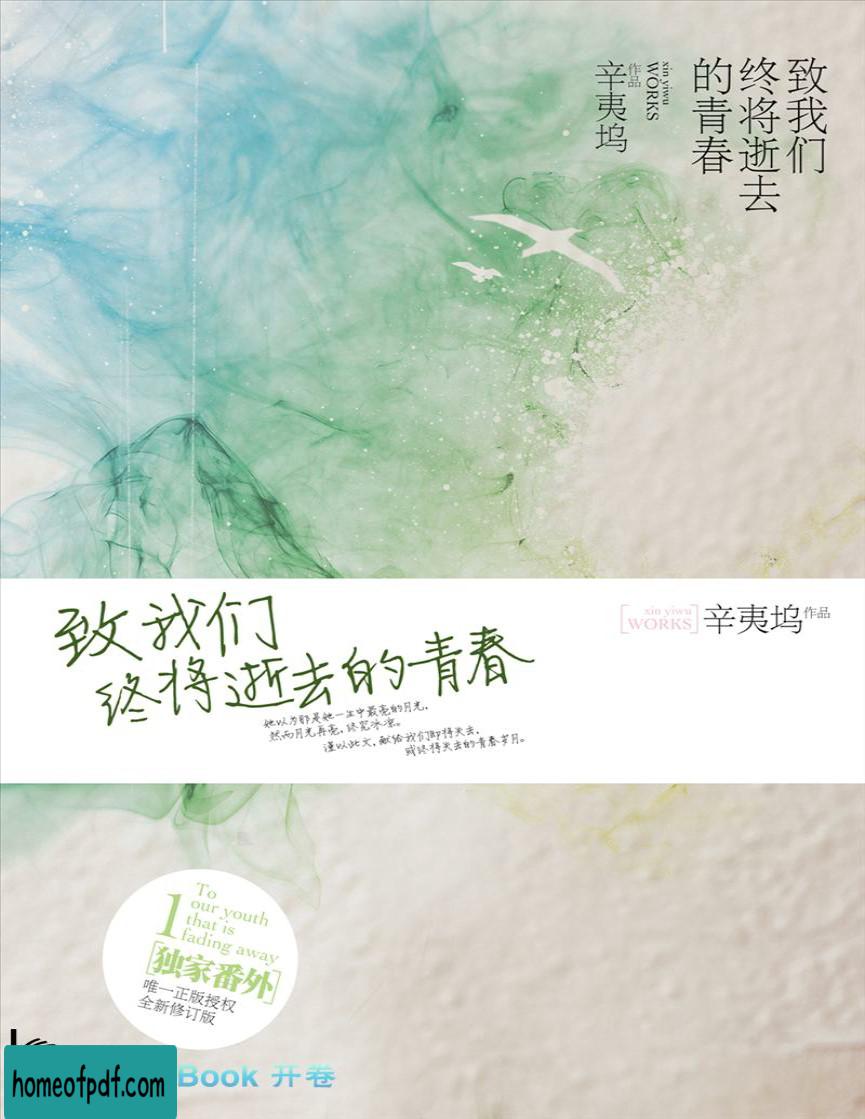 致我们
终将逝去
的青春
xin yiwu
WORKS
作品
辛夷坞
致我们
终将逝去的青春
她以为那是她一生中最亮的月光，
然而月光再亮，终究冰凉。
谨以此文，献给我们即将失去，
或终将失去的青春岁月。
[xin yiwu
WORKS]
辛夷坞作品
1
To
our youth
that is
fading away
[独家番外]
唯一正版授权
全新修订版
Book 开卷
homeofpdf.com